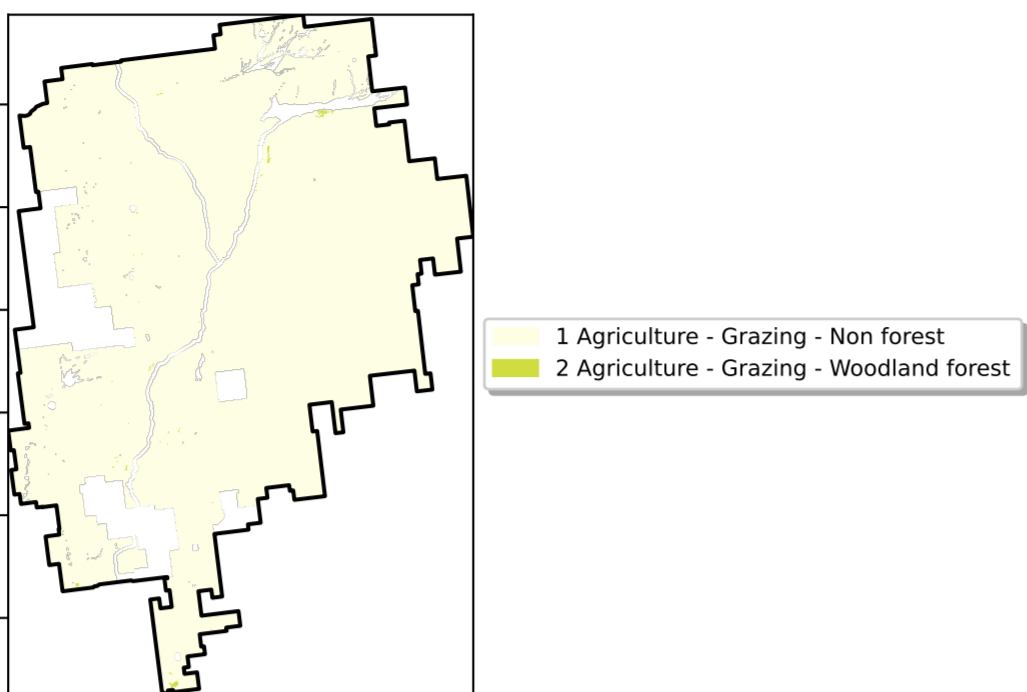 1 Agriculture - Grazing - Non forest
2 Agriculture - Grazing - Woodland forest